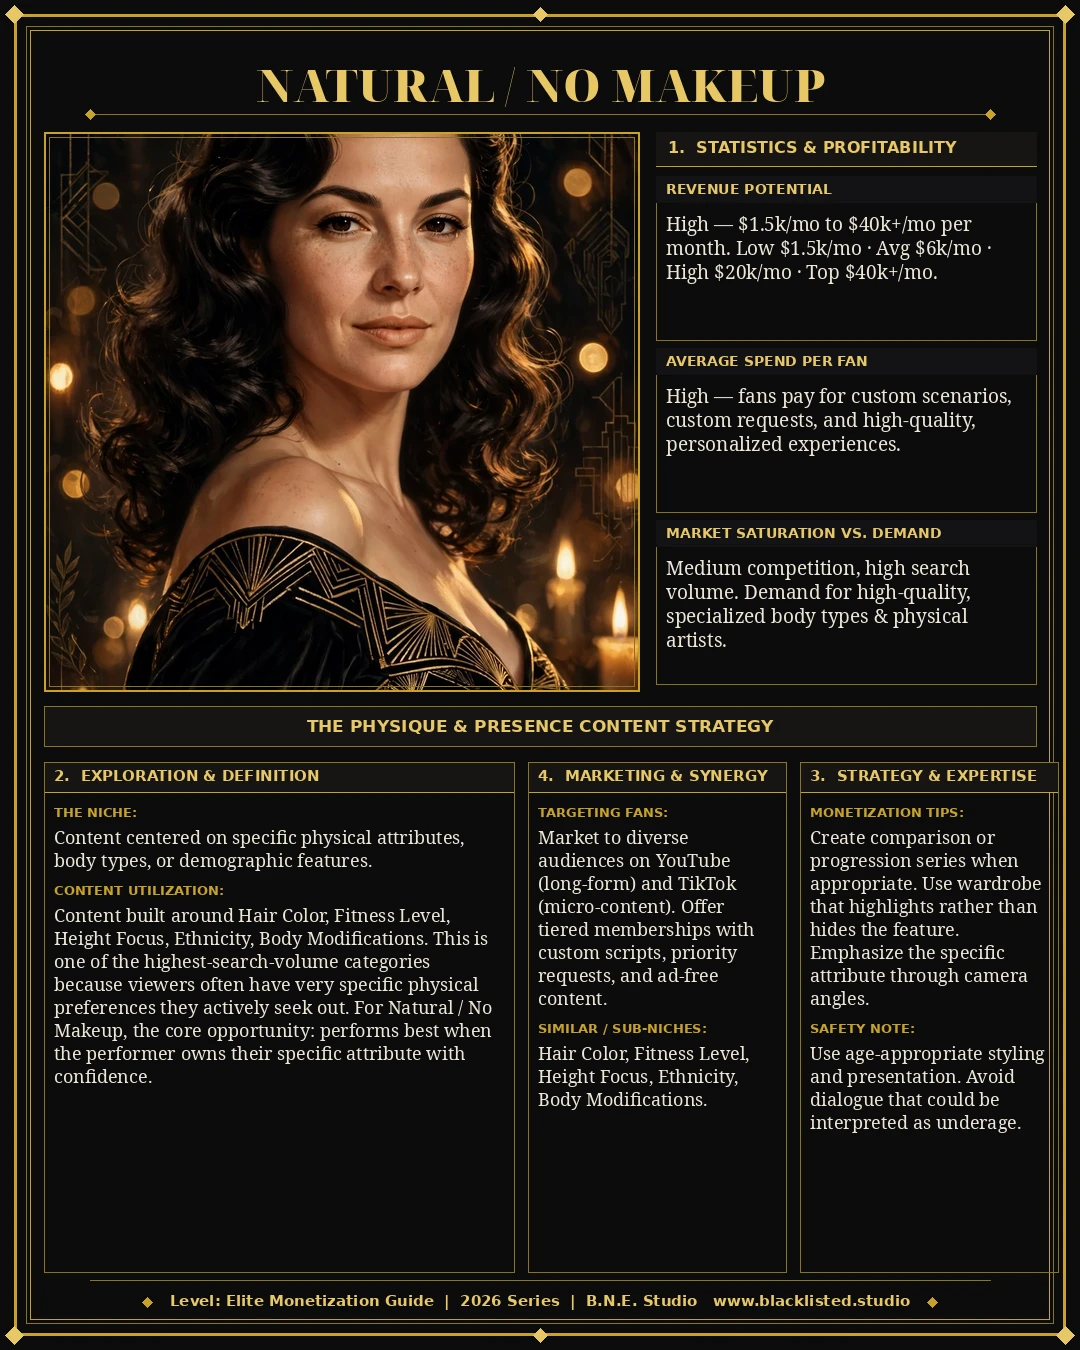 NATURAL / NO MAKEUP
1. STATISTICS & PROFITABILITY
REVENUE POTENTIAL
High — $1.5k/mo to $40k+/mo per
month. Low $1.5k/mo · Avg $6k/mo ·
High $20k/mo · Top $40k+/mo.
AVERAGE SPEND PER FAN
High — fans pay for custom scenarios,
custom requests, and high-quality,
personalized experiences.
MARKET SATURATION VS. DEMAND
Medium competition, high search
volume. Demand for high-quality,
specialized body types & physical
artists.
THE PHYSIQUE & PRESENCE CONTENT STRATEGY
2. EXPLORATION & DEFINITION
THE NICHE:
Content centered on specific physical attributes,
body types, or demographic features.
CONTENT UTILIZATION:
Content built around Hair Color, Fitness Level,
Height Focus, Ethnicity, Body Modifications. This is
one of the highest-search-volume categories
because viewers often have very specific physical
preferences they actively seek out. For Natural / No
Makeup, the core opportunity: performs best when
the performer owns their specific attribute with
confidence.
4. MARKETING & SYNERGY
TARGETING FANS:
Market to diverse
audiences on YouTube
(long-form) and TikTok
(micro-content). Offer
tiered memberships with
custom scripts, priority
requests, and ad-free
content.
SIMILAR / SUB-NICHES:
Hair Color, Fitness Level,
Height Focus, Ethnicity,
Body Modifications.
3. STRATEGY & EXPERTISE
MONETIZATION TIPS:
Create comparison or
progression series when
appropriate. Use wardrobe
that highlights rather than
hides the feature.
Emphasize the specific
attribute through camera
angles.
SAFETY NOTE:
Use age-appropriate styling
and presentation. Avoid
dialogue that could be
interpreted as underage.
Level: Elite Monetization Guide | 2026 Series | B.N.E. Studio www.blacklisted.studio